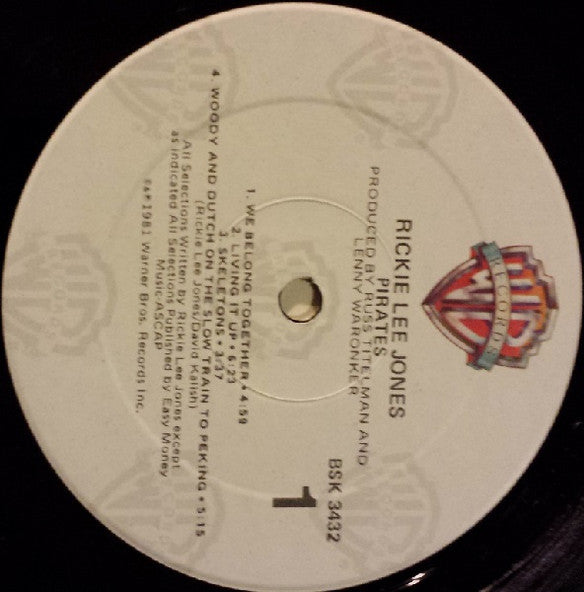 WB
RECORDS
RICKIE LEE JONES
PIRATES
PRODUCED BY RUSS TITELMAN AND
LENNY WARONKER
BSK 3432
1
1. WE BELONG TOGETHER • 4:59
2. LIVING IT UP • 6:23
3. SKELETONS • 3:37
4. WOODY AND DUTCH ON THE SLOW TRAIN TO PEKING • 5:15
(Rickie Lee Jones/David Kalish)
All Selections Written by Rickie Lee Jones except
as indicated All Selections Published by Easy Money
Music-ASCAP
©&℗1981 Warner Bros. Records Inc.